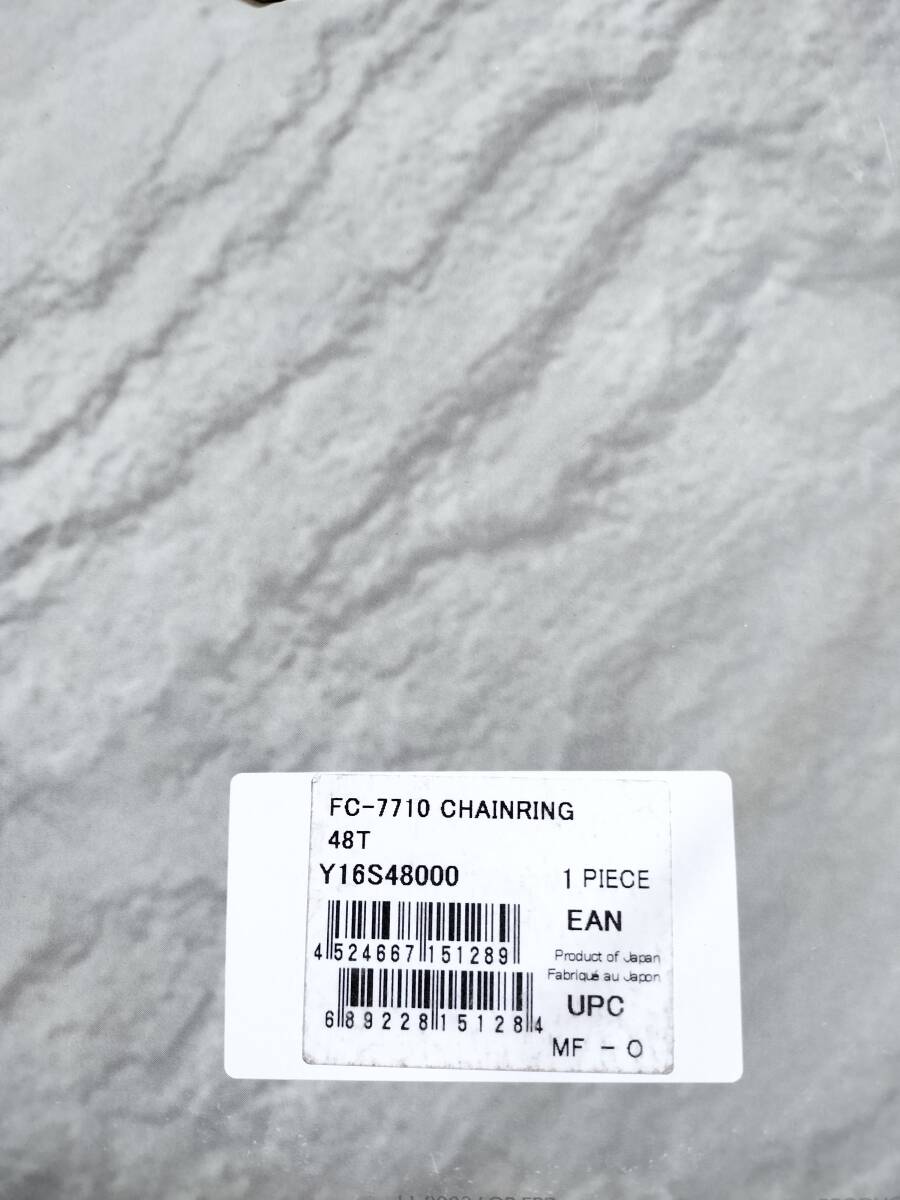 FC-7710 CHAINRING
48T
Y16S48000
1 PIECE
EAN
4 524667 151289
Product of Japan
Fabriqué au Japon
UPC
6 89228 15128 4
MF - O